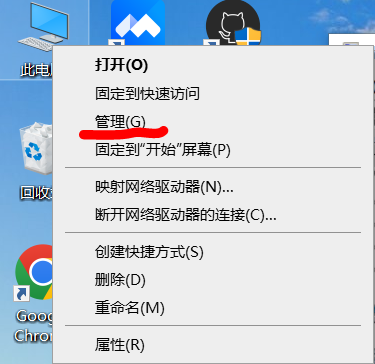 此电
打开(O)
固定到快速访问
管理(G)
固定到“开始”屏幕(P)
映射网络驱动器(N)...
断开网络驱动器的连接(C)...
回收
创建快捷方式(S)
删除(D)
重命名(M)
Goog
Chro
属性(R)